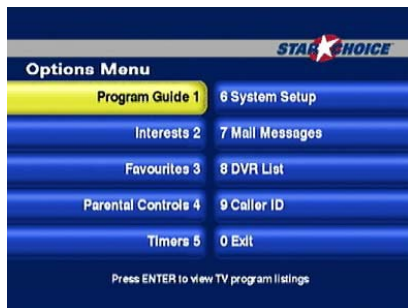 STAR CHOICE
Options Menu
Program Guide 1
6 System Setup
Interests 2
7 Mail Messages
Favourites 3
8 DVR List
Parental Controls 4
9 Caller ID
Timers 5
0 Exit
Press ENTER to view TV program listings